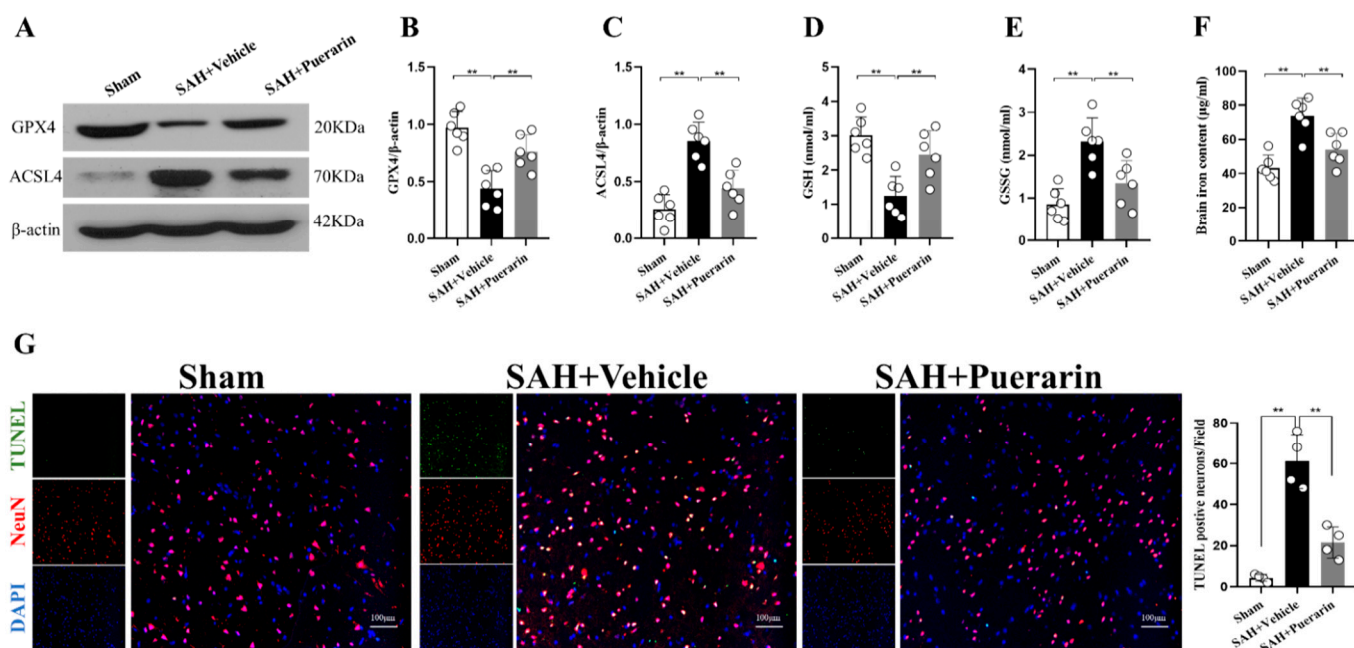 A
Sham
SAH+Vehicle
SAH+Puerarin
GPX4
20KDa
ACSL4
70KDa
β-actin
42KDa
B
GPX4/β-actin
1.5
1.0
0.5
0.0
**
**
Sham
SAH+Vehicle
SAH+Puerarin
C
ACSL4/β-actin
1.5
1.0
0.5
0.0
**
**
Sham
SAH+Vehicle
SAH+Puerarin
D
GSH (nmol/ml)
5
4
3
2
1
0
**
**
Sham
SAH+Vehicle
SAH+Puerarin
E
GSSG (nmol/ml)
4
3
2
1
0
**
**
Sham
SAH+Vehicle
SAH+Puerarin
F
Brain iron content (μg/ml)
100
80
60
40
20
0
**
**
Sham
SAH+Vehicle
SAH+Puerarin
G
Sham
SAH+Vehicle
SAH+Puerarin
TUNEL
NeuN
DAPI
100μm
100μm
100μm
TUNEL postive neurons/Field
80
60
40
20
0
**
**
Sham
SAH+Vehicle
SAH+Puerarin